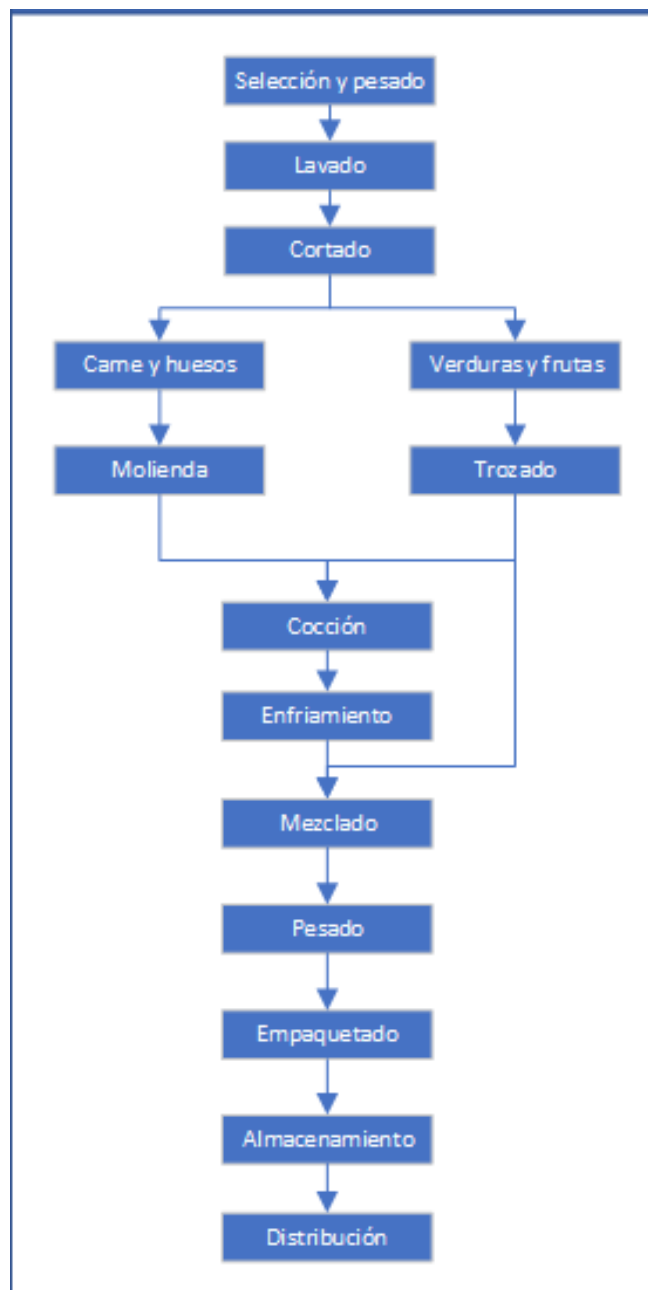 Selección y pesado
Lavado
Cortado
Carne y huesos
Verduras y frutas
Molienda
Trozado
Cocción
Enfriamiento
Mezclado
Pesado
Empaquetado
Almacenamiento
Distribución